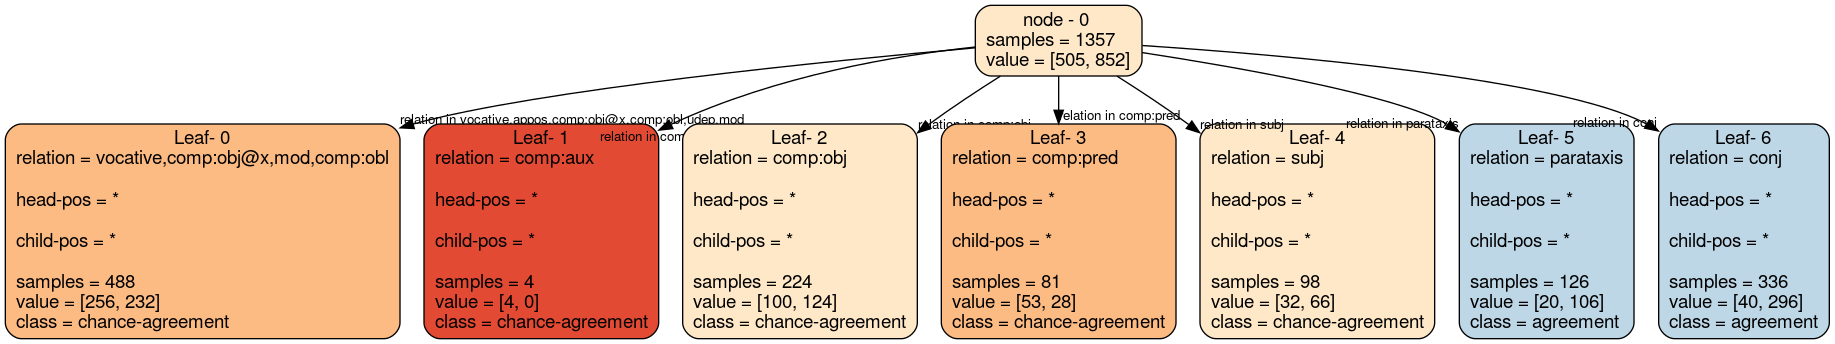 node - 0
samples = 1357
value = [505, 852]
relation in vocative,appos,comp:obj@x,comp:obl,udep,mod
relation in
relation in comp:obj
relation in comp:pred
relation in subj
relation in parataxis
relation in conj
Leaf- 0
relation = vocative,comp:obj@x,mod,comp:obl
head-pos = *
child-pos = *
samples = 488
value = [256, 232]
class = chance-agreement
Leaf- 1
relation = comp:aux
head-pos = *
child-pos = *
samples = 4
value = [4, 0]
class = chance-agreement
Leaf- 2
relation = comp:obj
head-pos = *
child-pos = *
samples = 224
value = [100, 124]
class = chance-agreement
Leaf- 3
relation = comp:pred
head-pos = *
child-pos = *
samples = 81
value = [53, 28]
class = chance-agreement
Leaf- 4
relation = subj
head-pos = *
child-pos = *
samples = 98
value = [32, 66]
class = chance-agreement
Leaf- 5
relation = parataxis
head-pos = *
child-pos = *
samples = 126
value = [20, 106]
class = agreement
Leaf- 6
relation = conj
head-pos = *
child-pos = *
samples = 336
value = [40, 296]
class = agreement